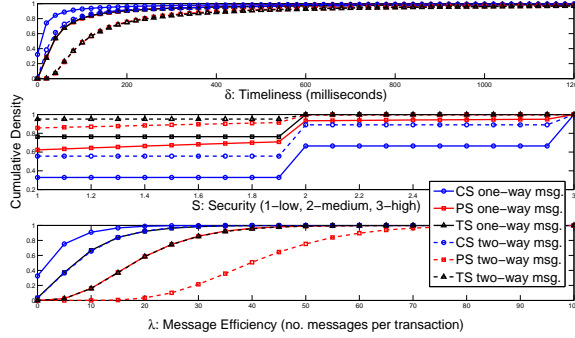 1
0.5
0
0 200 400 600 800 1000 1200
δ: Timeliness (milliseconds)
Cumulative Density
1
0.8
0.6
0.4
0.2
1 1.2 1.4 1.6 1.8 2 2.2 2.4 2.6 2.8 3
S: Security (1−low, 2−medium, 3−high)
CS one−way msg.
PS one−way msg.
TS one−way msg.
CS two−way msg.
PS two−way msg.
TS two−way msg.
1
0.8
0.6
0.4
0.2
0
0 10 20 30 40 50 60 70 80 90 100
λ: Message Efficiency (no. messages per transaction)